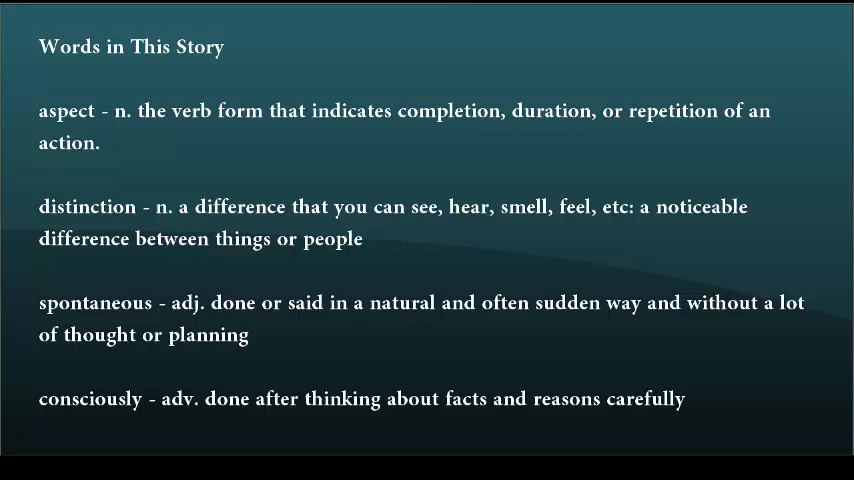 Words in This Story
aspect - n. the verb form that indicates completion, duration, or repetition of an
action.
distinction - n. a difference that you can see, hear, smell, feel, etc: a noticeable
difference between things or people
spontaneous - adj. done or said in a natural and often sudden way and without a lot
of thought or planning
consciously - adv. done after thinking about facts and reasons carefully